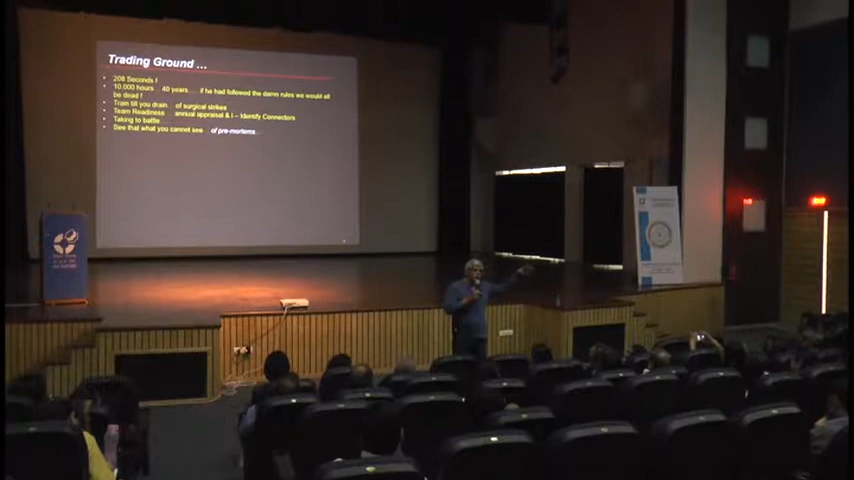 Trading Ground ...
• 208 Seconds !
• 10,000 hours .. 40 years..... if he had followed the damn rules we would all
be dead !
• Train till you drain... of surgical strikes
• Team Readiness .... annual appraisal & I – Identify Connectors
• Taking to battle....
• See that what you cannot see ...of pre-mortems....